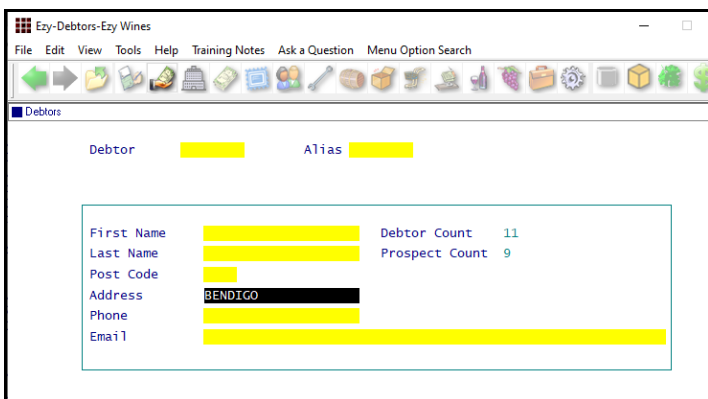 Ezy-Debtors-Ezy Wines
File Edit View Tools Help Training Notes Ask a Question Menu Option Search
Debtors
Debtor Alias
First Name Debtor Count 11
Last Name Prospect Count 9
Post Code
Address BENDIGO
Phone
Email